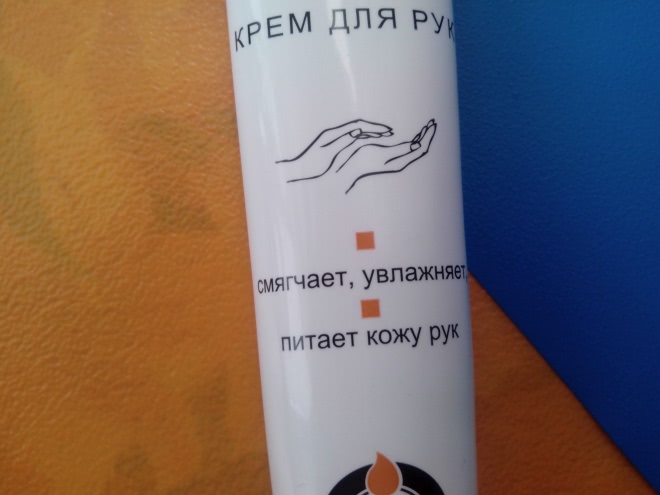 КРЕМ ДЛЯ РУК
смягчает, увлажняет,
питает кожу рук